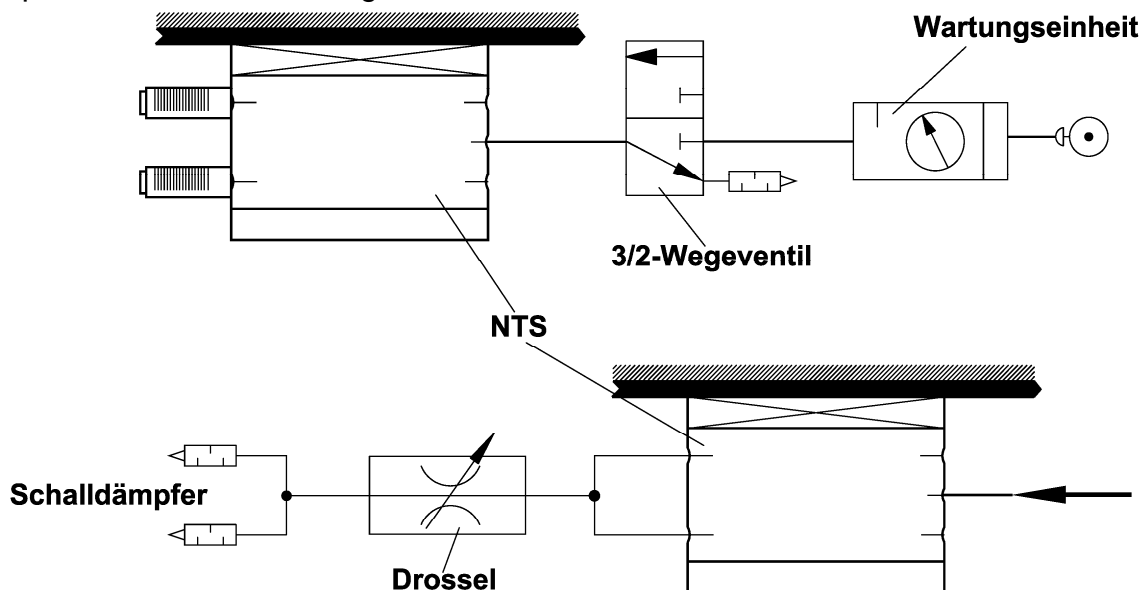 Wartungseinheit
3/2-Wegeventil
NTS
Schalldämpfer
Drossel